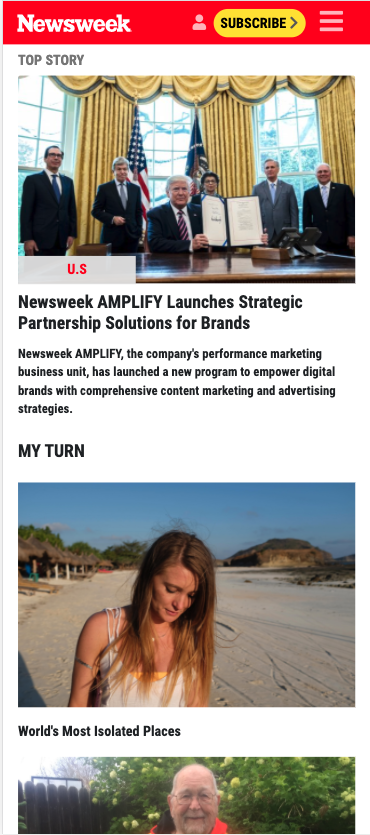 Newsweek
SUBSCRIBE
TOP STORY
U.S
Newsweek AMPLIFY Launches Strategic
Partnership Solutions for Brands
Newsweek AMPLIFY, the company's performance marketing
business unit, has launched a new program to empower digital
brands with comprehensive content marketing and advertising
strategies.
MY TURN
World's Most Isolated Places